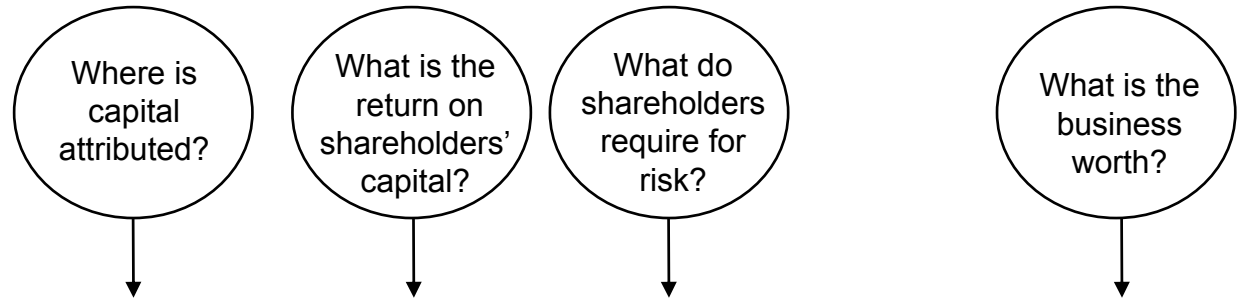 Where is
capital
attributed?
What is the
return on
shareholders’
capital?
What do
shareholders
require for
risk?
What is the
business
worth?